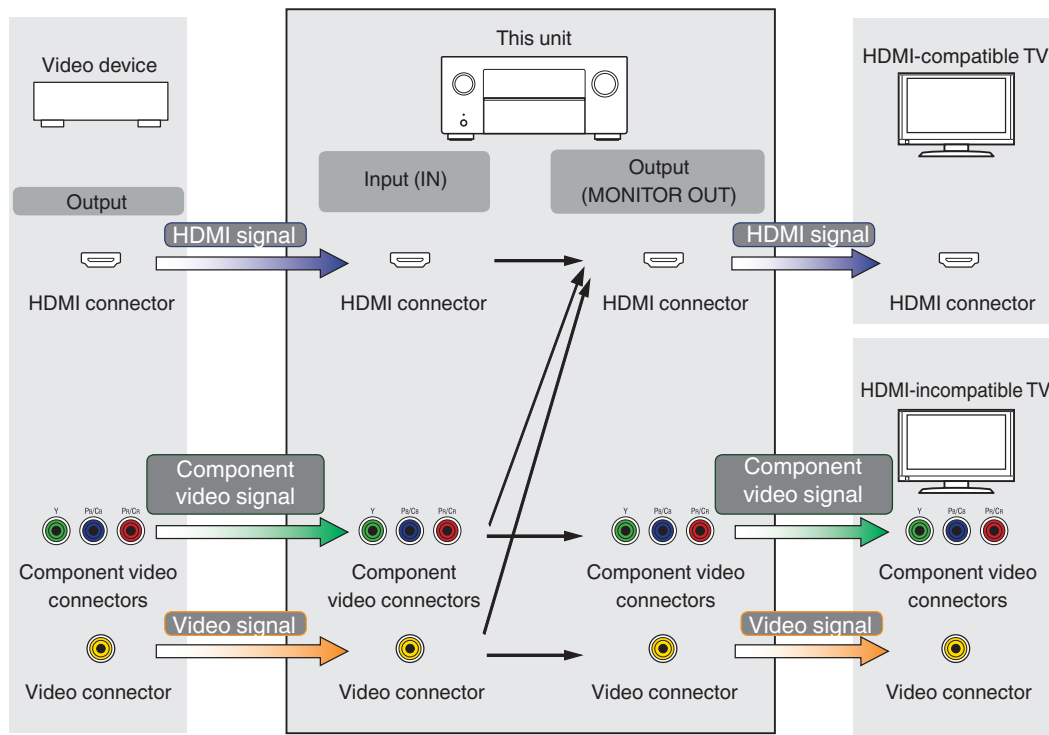 This unit
Video device
HDMI-compatible TV
Input (IN)
Output
(MONITOR OUT)
Output
HDMI signal
HDMI signal
HDMI connector
HDMI connector
HDMI connector
HDMI connector
HDMI-incompatible TV
Component
video signal
Component
video signal
Y PB/CB PR/CR
Y PB/CB PR/CR
Y PB/CB PR/CR
Y PB/CB PR/CR
Component video
connectors
Component
video connectors
Component video
connectors
Component video
connectors
Video signal
Video signal
Video connector
Video connector
Video connector
Video connector